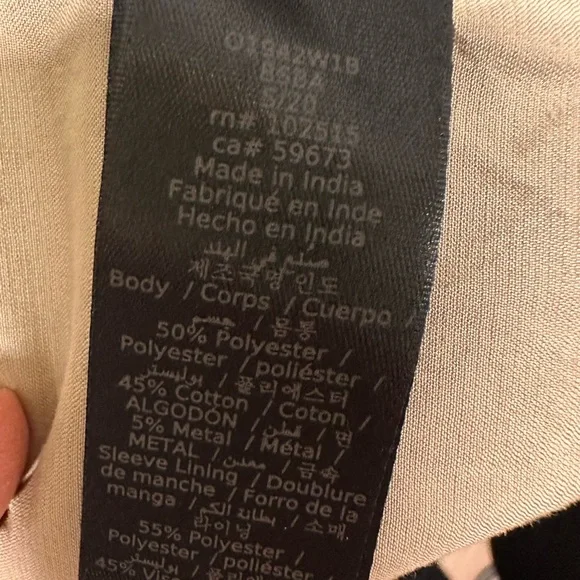 O19A2W1B
BSBA
5/20
rn# 102515
ca# 59673
Made in India
Fabriqué en Inde
Hecho en India
صنع في الهند
제조국명 인도
Body / Corps / Cuerpo /
جسم / 몸통
50% Polyester /
Polyester / poliéster /
بوليستر / 폴리에스터
45% Cotton / Coton /
ALGODÓN / قطن / 면
5% Metal / Métal /
METAL / معدن / 금속
Sleeve Lining / Doublure
de manche / Forro de la
manga / بطانة الكم / 소매
라이닝
55% Polyester /
Polyester / poliéster
45%